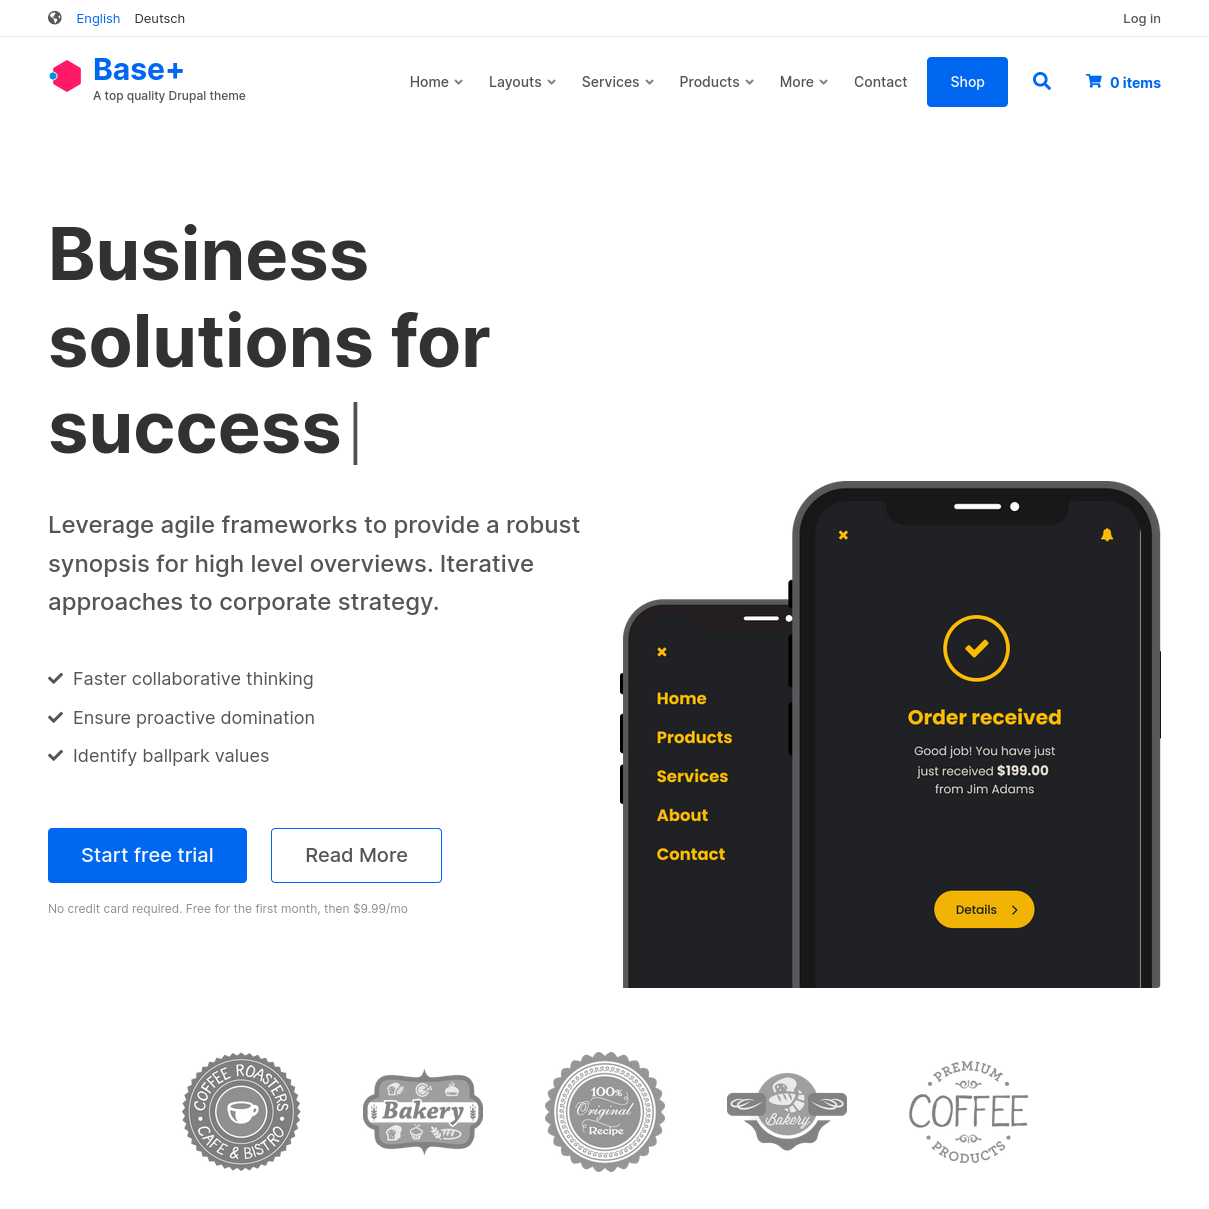 English Deutsch Log in
Base+
A top quality Drupal theme
Home Layouts Services Products More Contact Shop 0 items
Business
solutions for
success
Leverage agile frameworks to provide a robust
synopsis for high level overviews. Iterative
approaches to corporate strategy.
Faster collaborative thinking
Ensure proactive domination
Identify ballpark values
Start free trial Read More
No credit card required. Free for the first month, then $9.99/mo
Home
Products
Services
About
Contact
Order received
Good job! You have just
just received $199.00
from Jim Adams
Details
COFFEE ROASTERS
CAFE & BISTRO
Bakery
100%
Original
Recipe
Bakery
PREMIUM
COFFEE
PRODUCTS